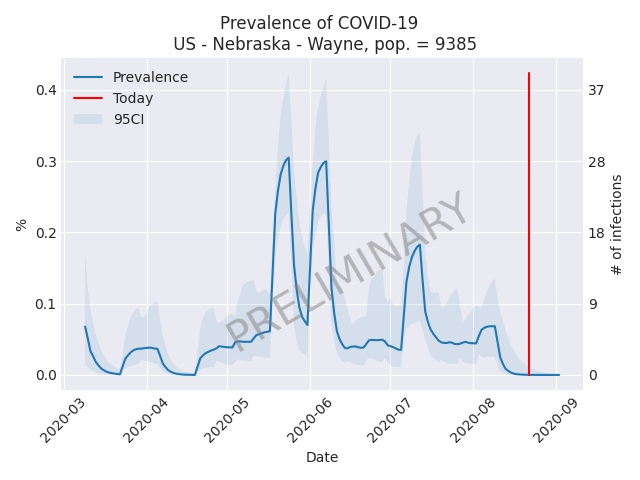 Prevalence of COVID-19
US - Nebraska - Wayne, pop. = 9385
Prevalence
Today
95CI
0.4
0.3
0.2
0.1
0.0
%
37
28
18
9
0
# of infections
PRELIMINARY
2020-03
2020-04
2020-05
2020-06
2020-07
2020-08
2020-09
Date